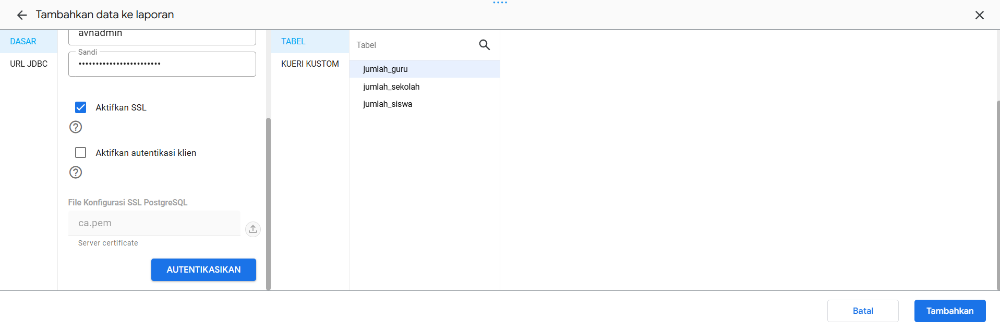 Tambahkan data ke laporan
DASAR
URL JDBC
avnadmin
Sandi
••••••••••••••••••••••••
Aktifkan SSL
Aktifkan autentikasi klien
File Konfigurasi SSL PostgreSQL
ca.pem
Server certificate
AUTENTIKASIKAN
TABEL
KUERI KUSTOM
Tabel
jumlah_guru
jumlah_sekolah
jumlah_siswa
Batal
Tambahkan